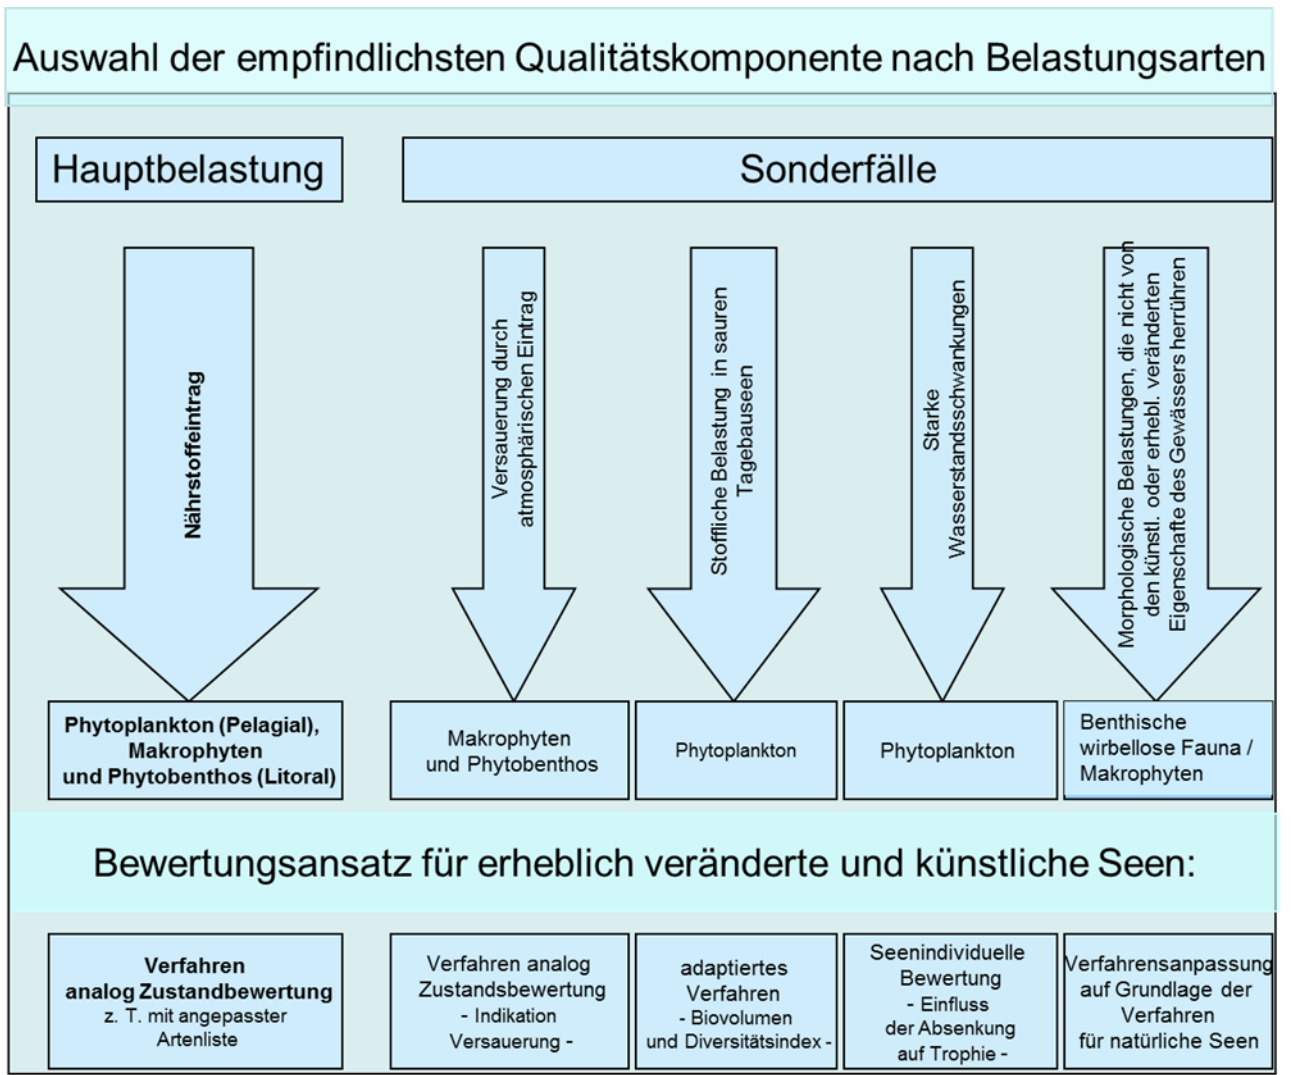 Auswahl der empfindlichsten Qualitätskomponente nach Belastungsarten
Hauptbelastung
Sonderfälle
Nährstoffeintrag
Versauerung durch
atmosphärischen Eintrag
Stoffliche Belastung in sauren
Tagebauseen
Starke
Wasserstandsschwankungen
Morphologische Belastungen, die nicht von
den künstl. oder erhebl. veränderten
Eigenschafte des Gewässers herrühren
Phytoplankton (Pelagial),
Makrophyten
und Phytobenthos (Litoral)
Makrophyten
und Phytobenthos
Phytoplankton
Phytoplankton
Benthische
wirbellose Fauna /
Makrophyten
Bewertungsansatz für erheblich veränderte und künstliche Seen:
Verfahren
analog Zustandbewertung
z. T. mit angepasster
Artenliste
Verfahren analog
Zustandsbewertung
- Indikation
Versauerung -
adaptiertes
Verfahren
- Biovolumen
und Diversitätsindex -
Seenindividuelle
Bewertung
- Einfluss
der Absenkung
auf Trophie -
Verfahrensanpassung
auf Grundlage der
Verfahren
für natürliche Seen